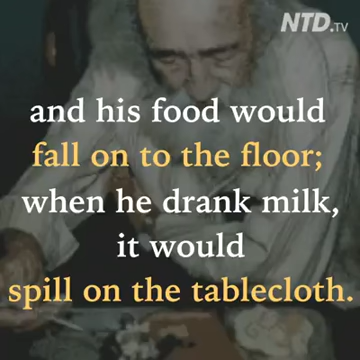 NTD.TV
and his food would
fall on to the floor;
when he drank milk,
it would
spill on the tablecloth.